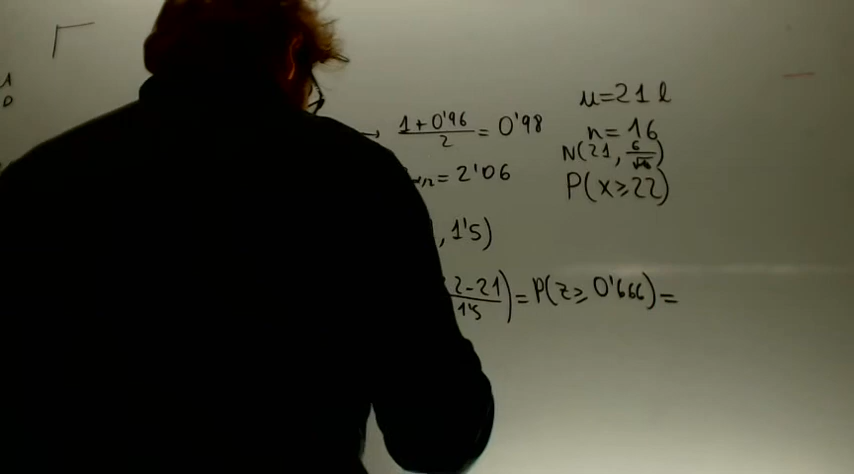 1+0'96/2 = 0'98
n = 2'06
, 1'5)
2-21/1'5) = P(z≥0'666) =
μ=21 l
n=16
N(21, 6/√16)
P(x≥22)